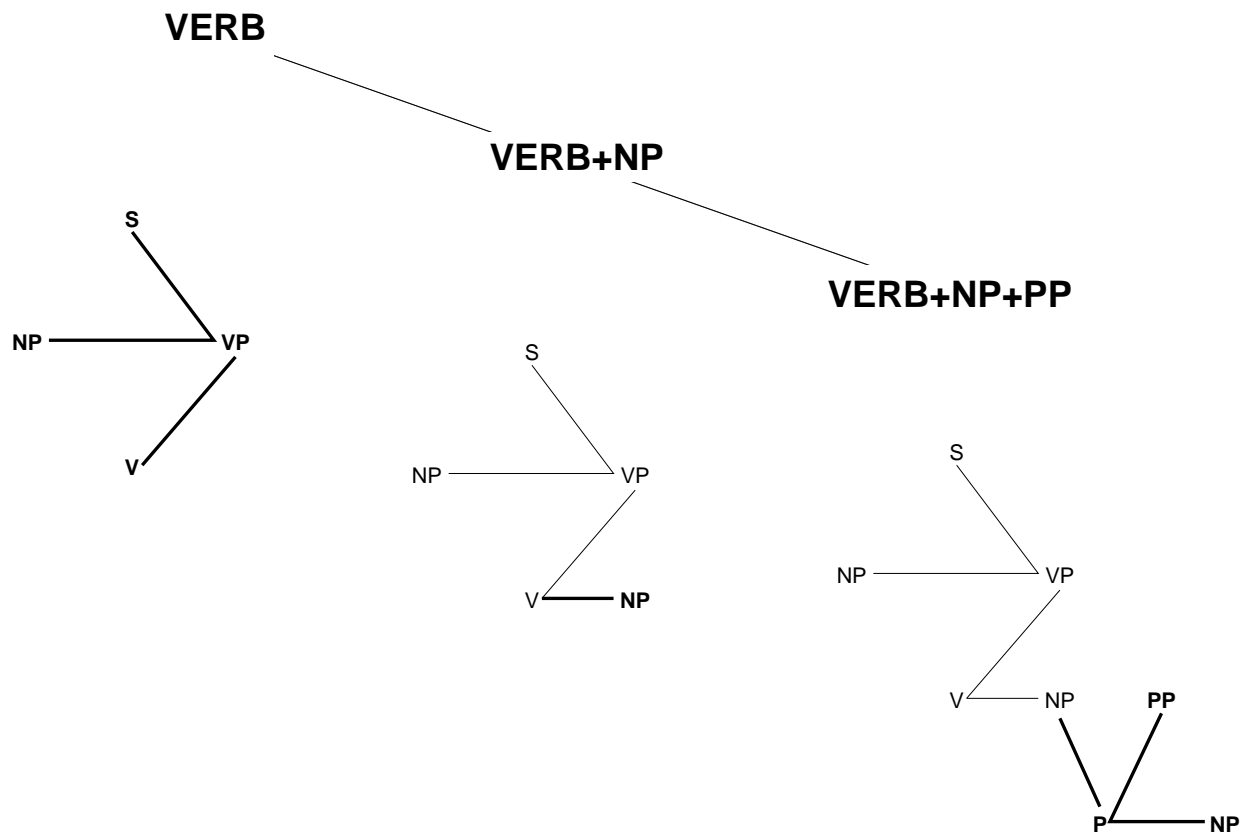 VERB
VERB+NP
S
VERB+NP+PP
NP VP
S
S
V
NP VP
NP VP
V NP
V NP PP
P NP